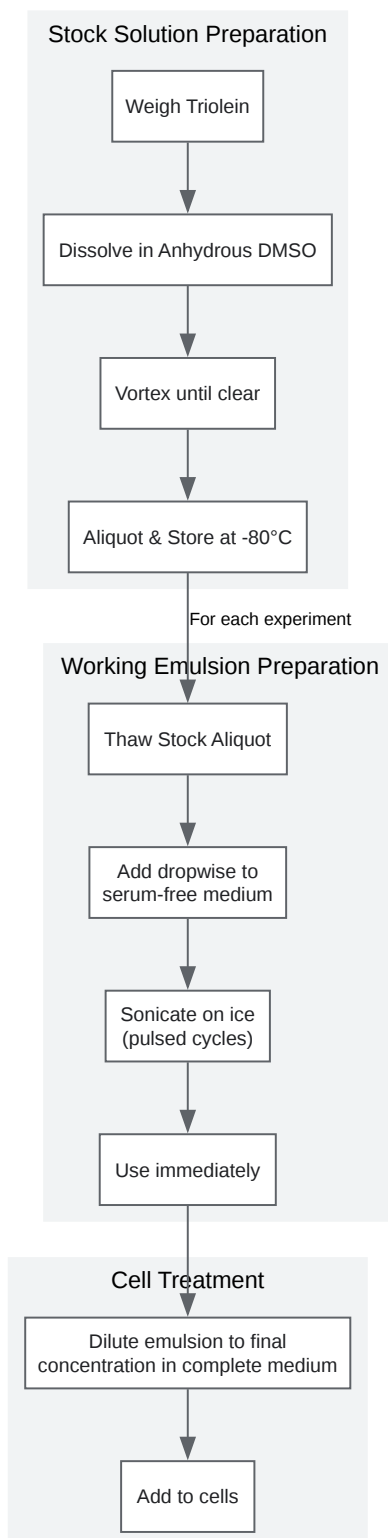 Stock Solution Preparation
Weigh Triolein
Dissolve in Anhydrous DMSO
Vortex until clear
Aliquot & Store at -80°C
For each experiment
Working Emulsion Preparation
Thaw Stock Aliquot
Add dropwise to
serum-free medium
Sonicate on ice
(pulsed cycles)
Use immediately
Cell Treatment
Dilute emulsion to final
concentration in complete medium
Add to cells